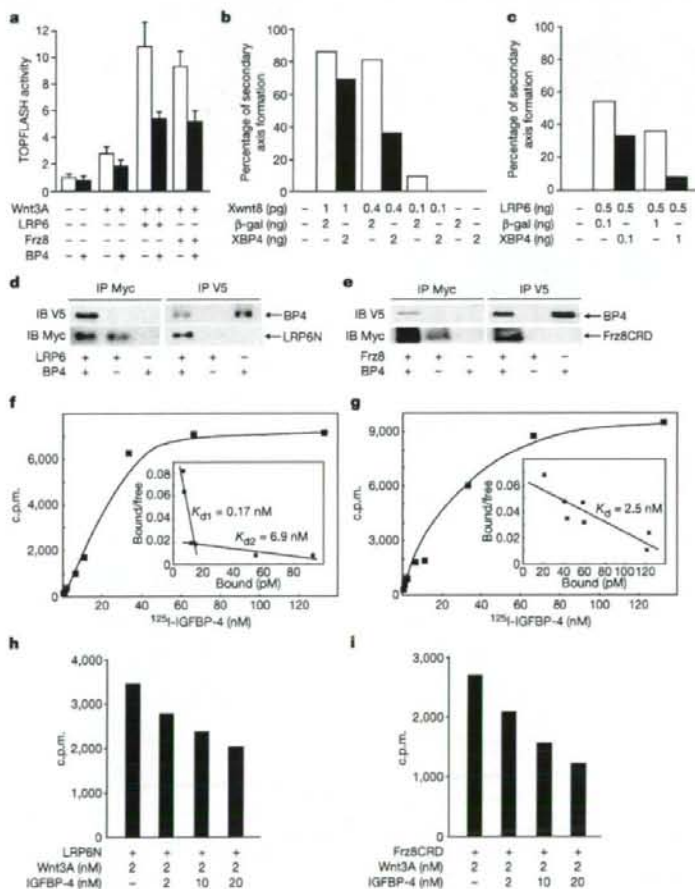 a
TOPFLASH activity
12
10
8
6
4
2
0
Wnt3A − − + + + + + +
LRP6 − − − − + + − −
Frz8 − − − − − − + +
BP4 − + − + − + − +
b
Percentage of secondary
axis formation
100
80
60
40
20
0
Xwnt8 (pg) 1 1 0.4 0.4 0.1 0.1 − −
β-gal (ng) 2 − 2 − 2 − 2 −
XBP4 (ng) − 2 − 2 − 2 − 2
c
Percentage of secondary
axis formation
100
80
60
40
20
0
LRP6 (ng) 0.5 0.5 0.5 0.5
β-gal (ng) 0.1 − 1 −
XBP4 (ng) − 0.1 − 1
d
IP Myc IP V5
IB V5 BP4
IB Myc LRP6N
LRP6 + + − + + −
BP4 + − + + − +
e
IP Myc IP V5
IB V5 BP4
IB Myc Frz8CRD
Frz8 + + − + + −
BP4 + − + + − +
f
c.p.m.
6,000
4,000
2,000
0
0 20 40 60 80 100 120
¹²⁵I-IGFBP-4 (nM)
Bound/free
0.08
0.06
0.04
0.02
0
20 40 60 80
Bound (pM)
Kd1 = 0.17 nM
Kd2 = 6.9 nM
g
c.p.m.
9,000
6,000
3,000
0
0 20 40 60 80 100 120
¹²⁵I-IGFBP-4 (nM)
Bound/free
0.08
0.04
0
0 20 40 60 80 100 120
Bound (pM)
Kd = 2.5 nM
h
c.p.m.
4,000
3,000
2,000
1,000
0
LRP6N + + + +
Wnt3A (nM) 2 2 2 2
IGFBP-4 (nM) − 2 10 20
i
c.p.m.
3,000
2,000
1,000
0
Frz8CRD + + + +
Wnt3A (nM) 2 2 2 2
IGFBP-4 (nM) − 2 10 20